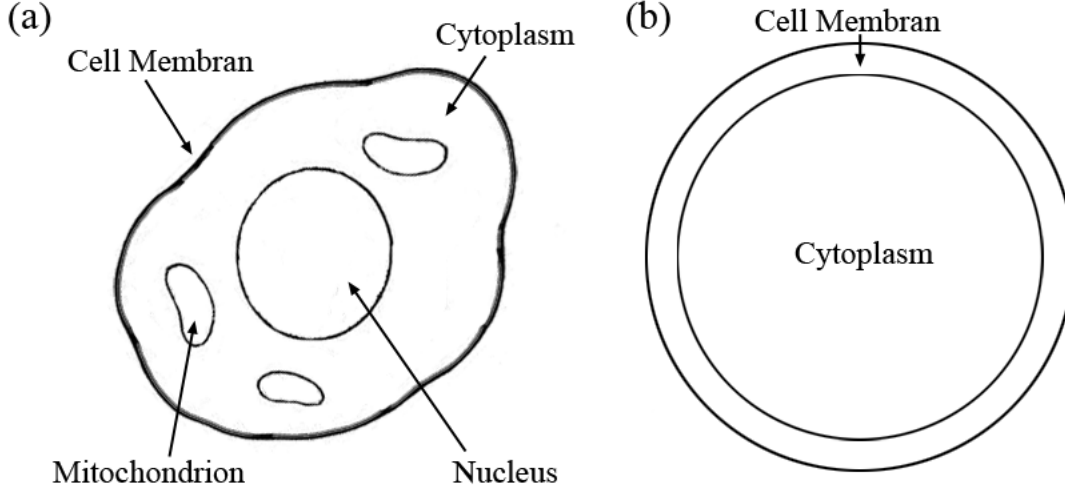 (a)
Cell Membran
Cytoplasm
Mitochondrion
Nucleus
(b)
Cell Membran
Cytoplasm